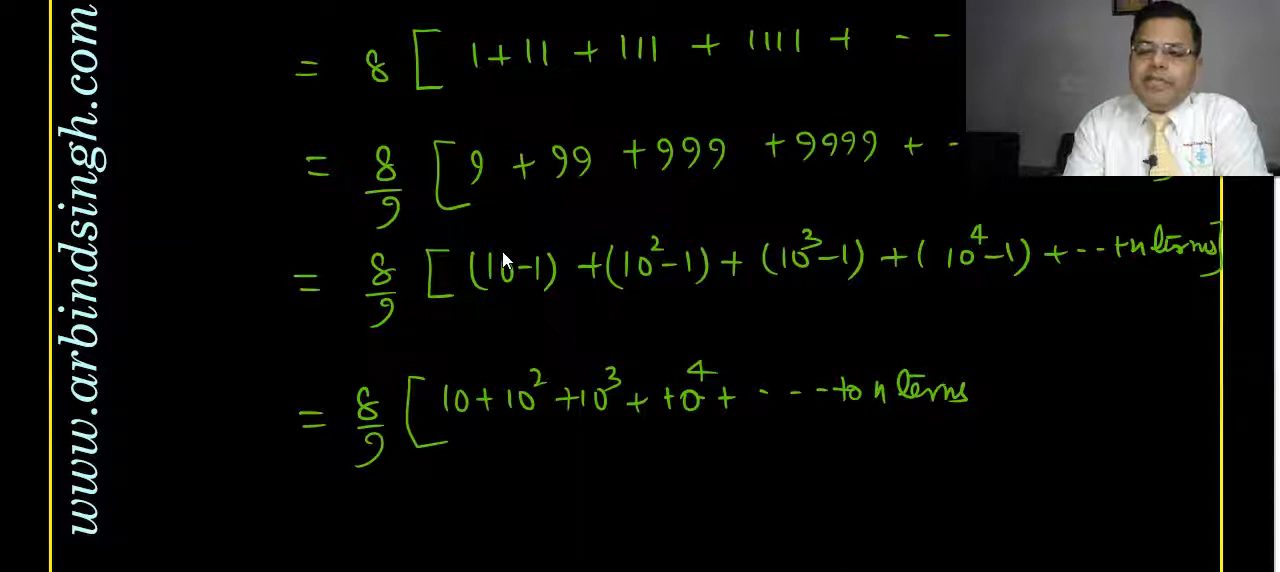 www.arbindsingh.com
= 8 [ 1 + 11 + 111 + 1111 + - -
= 8/9 [ 9 + 99 + 999 + 9999 + -
= 8/9 [ (10-1) + (10²-1) + (10³-1) + (10⁴-1) + --- +n terms]
= 8/9 [ 10 + 10² + 10³ + 10⁴ + - - - - to n terms